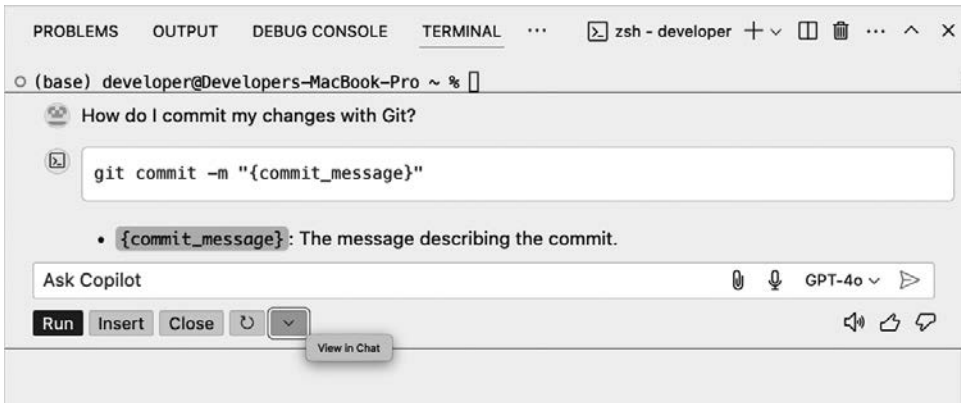 PROBLEMS OUTPUT DEBUG CONSOLE TERMINAL ··· zsh - developer
(base) developer@Developers-MacBook-Pro ~ %
How do I commit my changes with Git?
git commit -m "{commit_message}"
• {commit_message}: The message describing the commit.
Ask Copilot GPT-4o
Run Insert Close
View in Chat